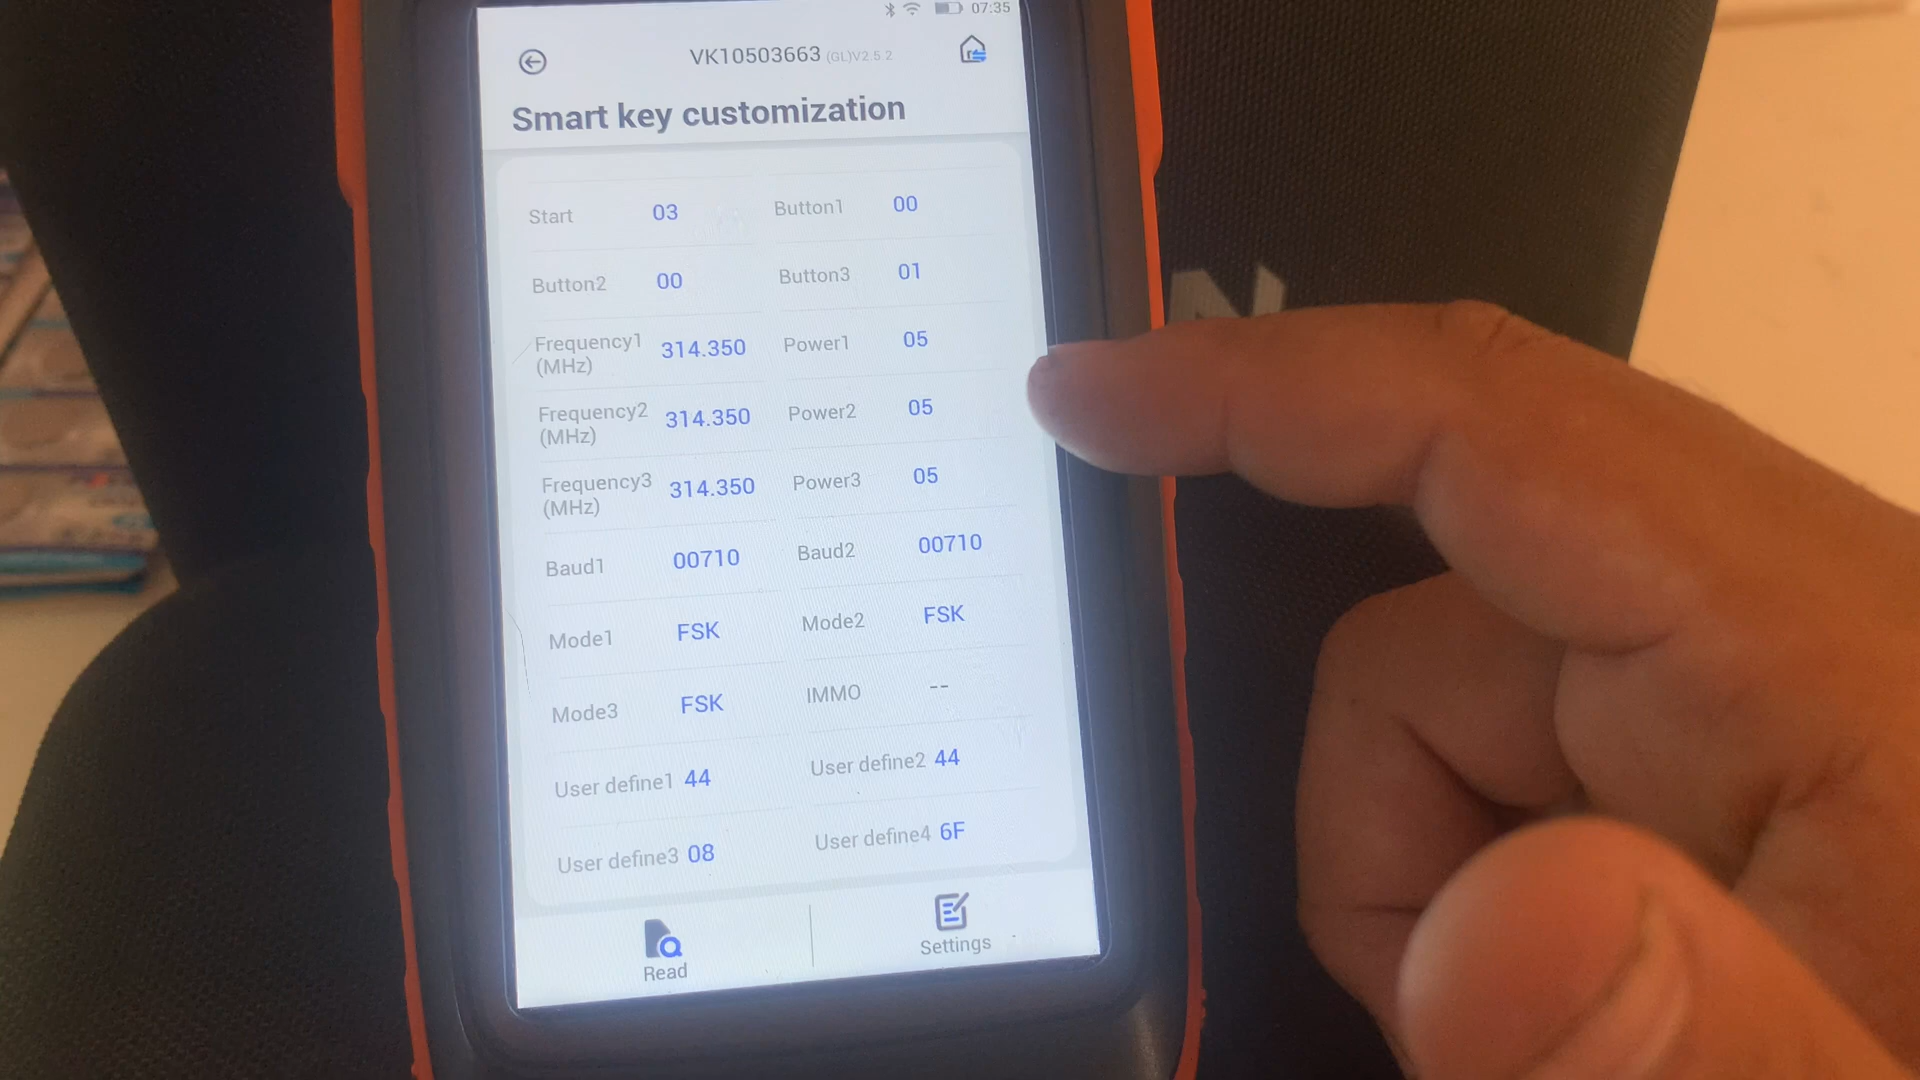 07:35
VK10503663 (GL)V2.5.2
Smart key customization
Start 03 Button1 00
Button2 00 Button3 01
Frequency1 (MHz) 314.350 Power1 05
Frequency2 (MHz) 314.350 Power2 05
Frequency3 (MHz) 314.350 Power3 05
Baud1 00710 Baud2 00710
Mode1 FSK Mode2 FSK
Mode3 FSK IMMO --
User define1 44 User define2 44
User define3 08 User define4 6F
Read Settings
N